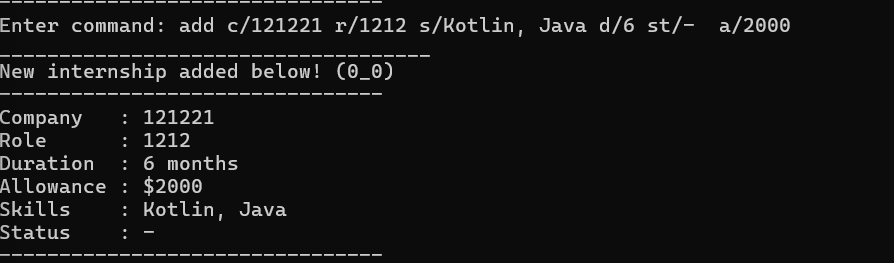 --------------------------------
Enter command: add c/121221 r/1212 s/Kotlin, Java d/6 st/-  a/2000
____________________________________
New internship added below! (0_0)
--------------------------------
Company   : 121221
Role      : 1212
Duration  : 6 months
Allowance : $2000
Skills    : Kotlin, Java
Status    : -
--------------------------------